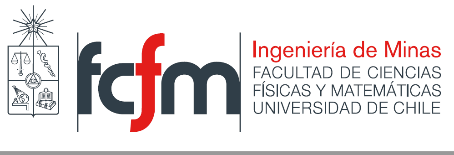 fcfm
Ingeniería de Minas
FACULTAD DE CIENCIAS
FÍSICAS Y MATEMÁTICAS
UNIVERSIDAD DE CHILE